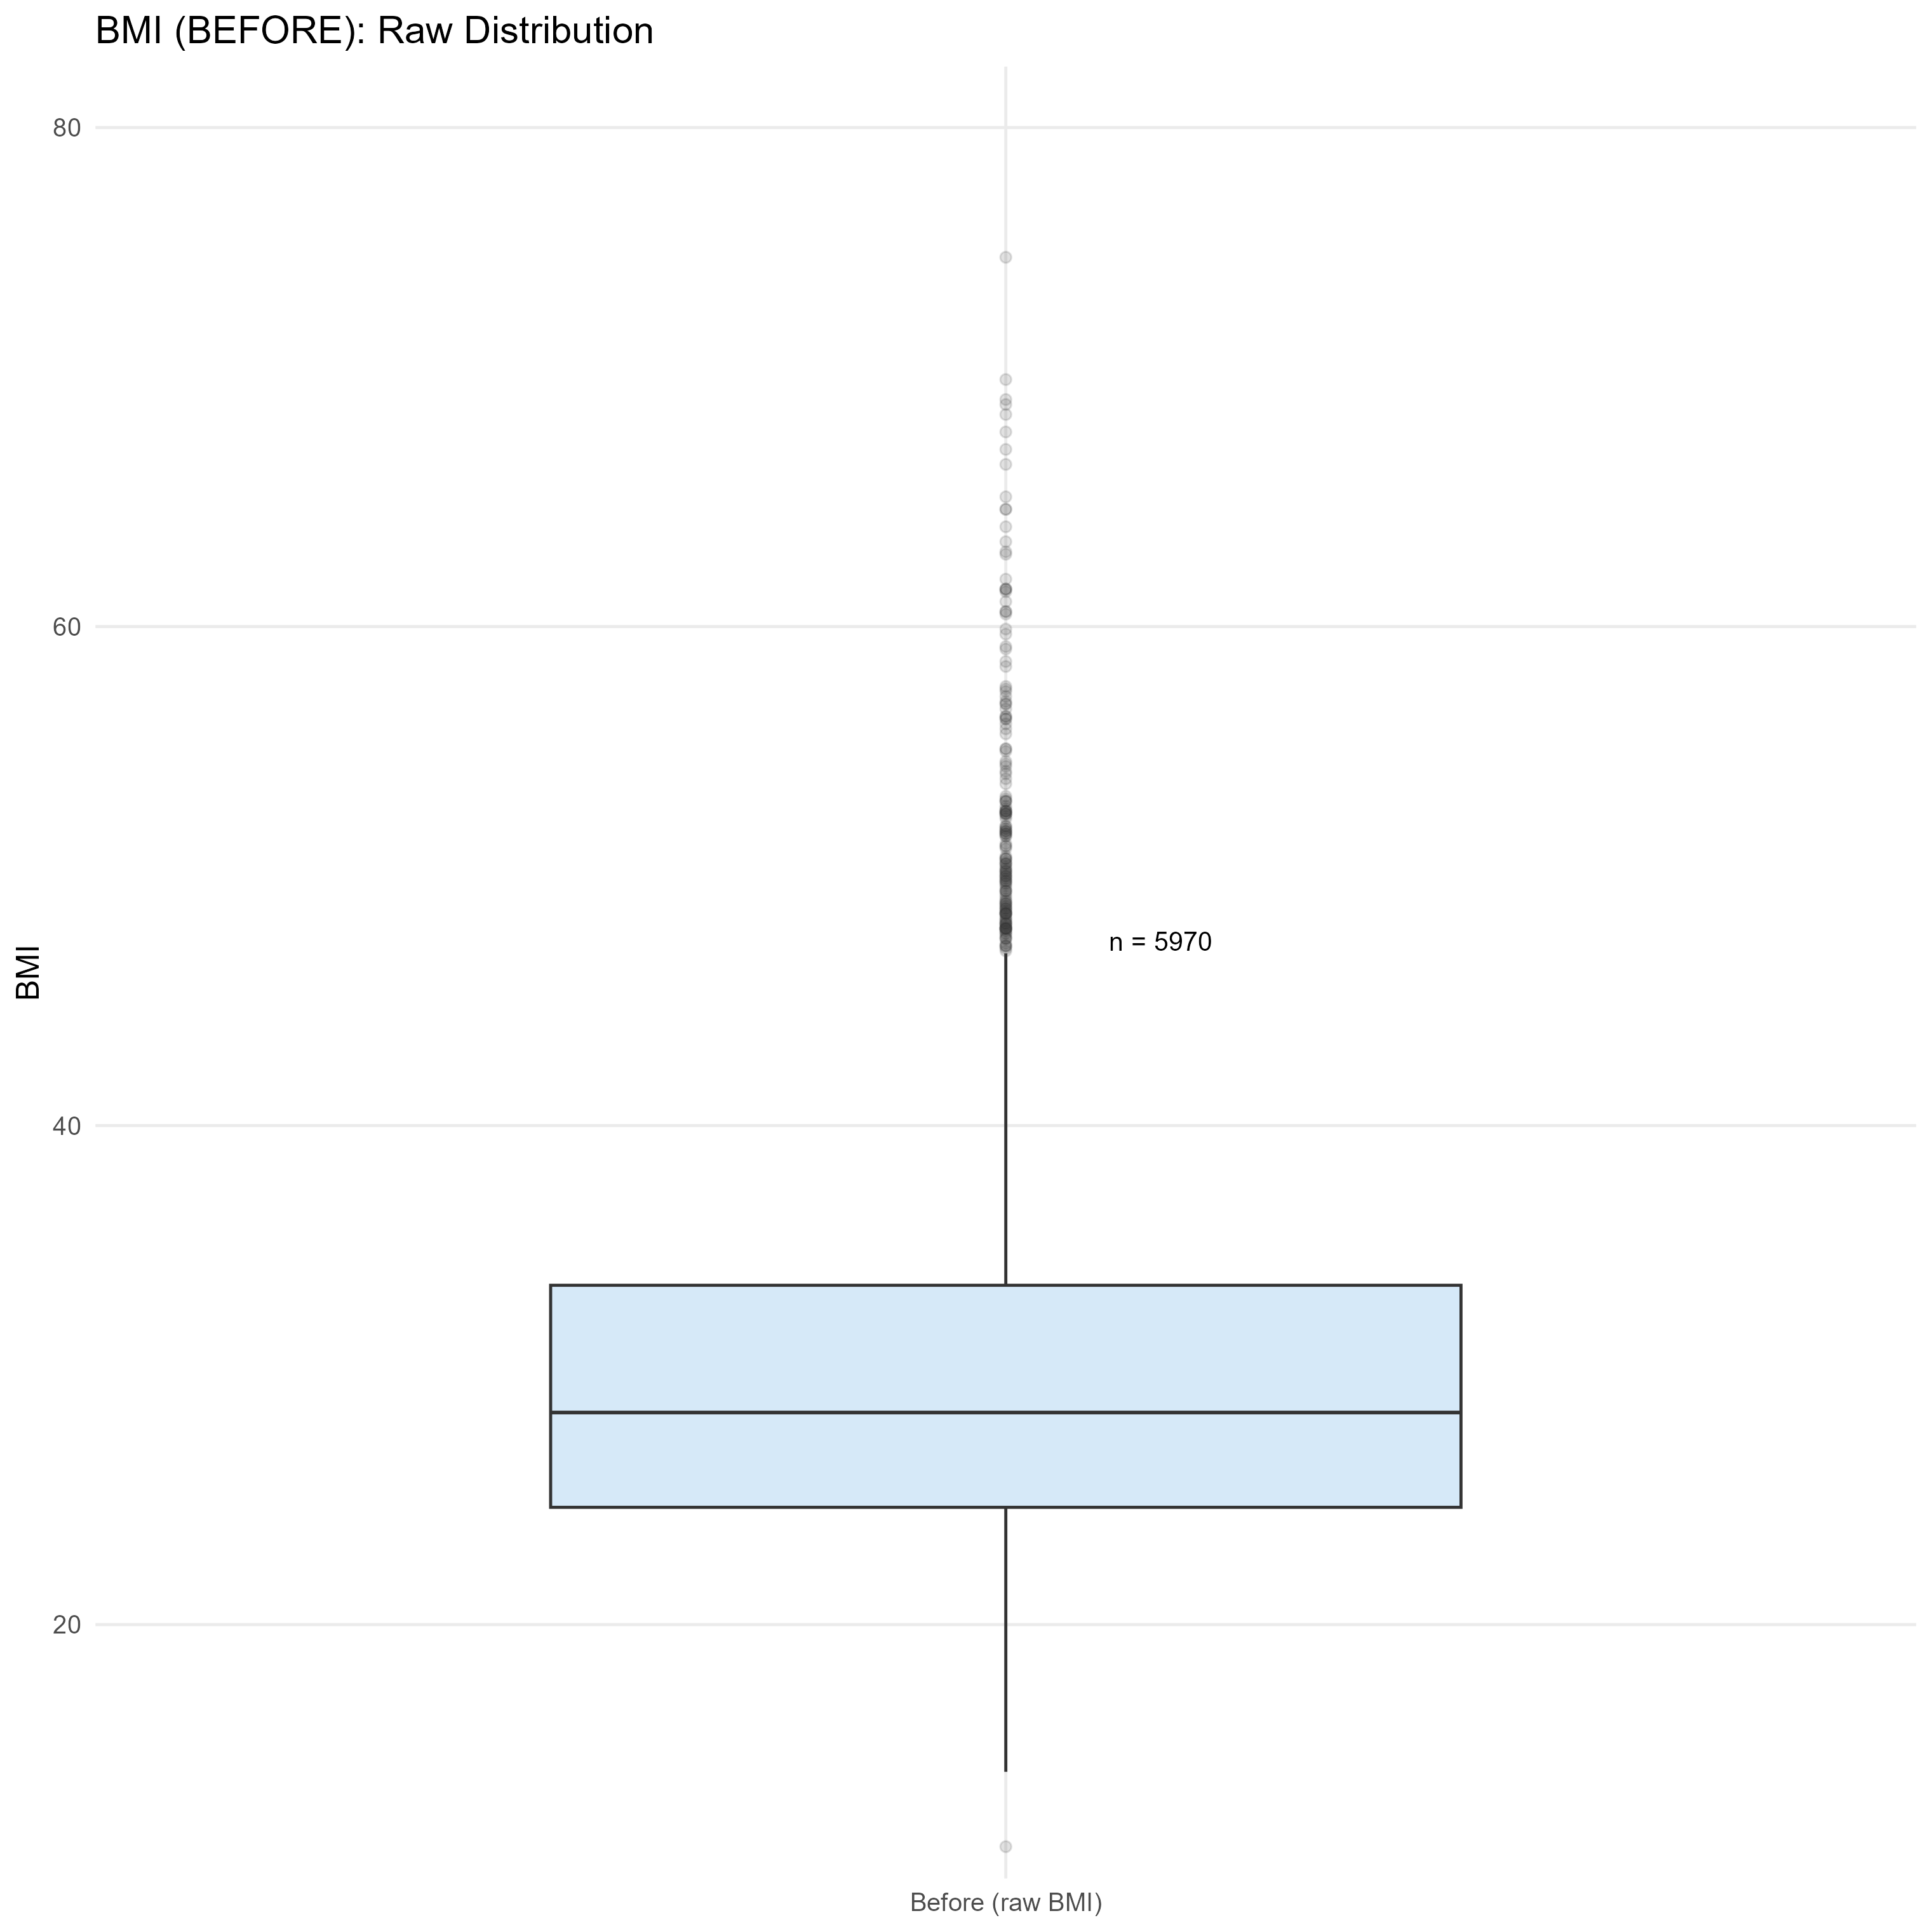 BMI (BEFORE): Raw Distribution
80
60
40
20
BMI
n = 5970
Before (raw BMI)